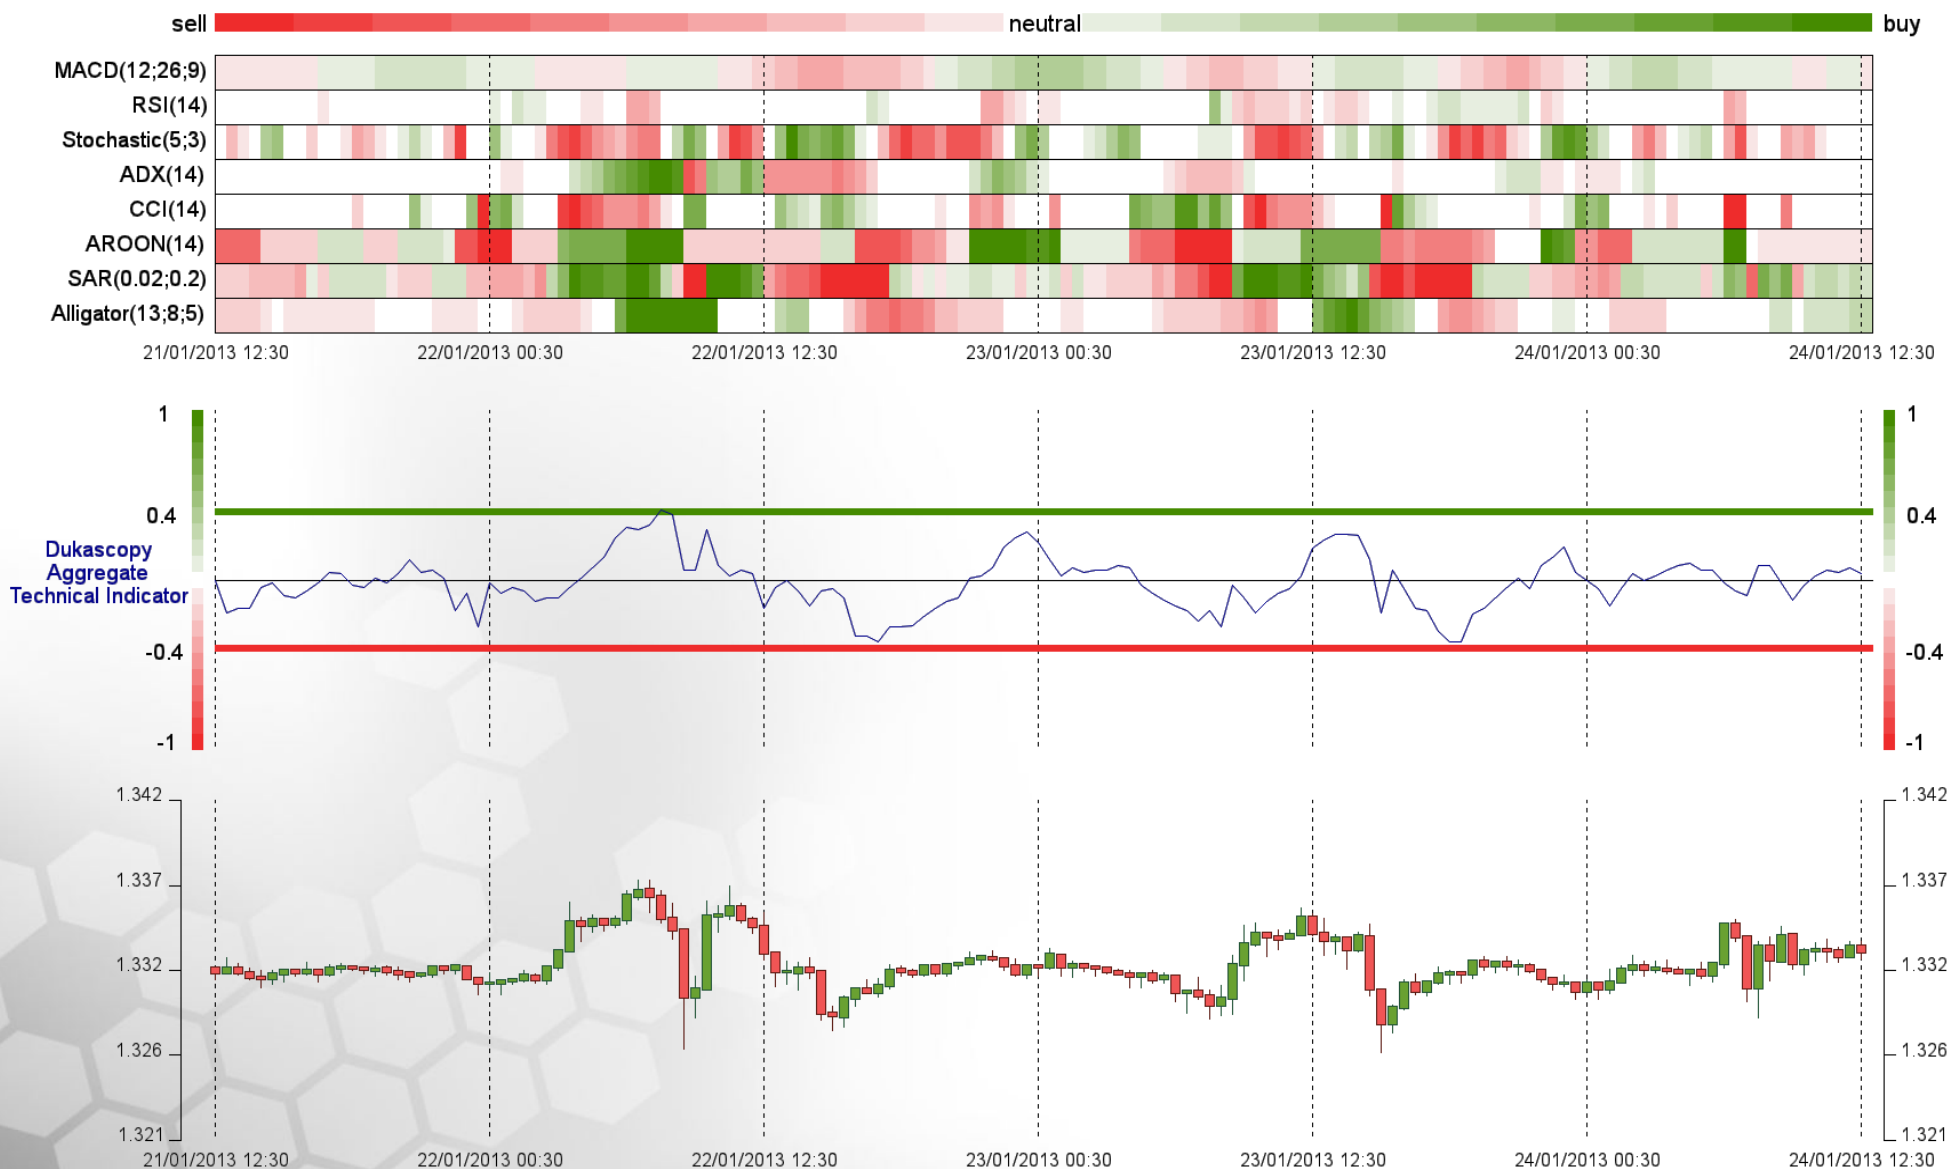 sell neutral buy
MACD(12;26;9)
RSI(14)
Stochastic(5;3)
ADX(14)
CCI(14)
AROON(14)
SAR(0.02;0.2)
Alligator(13;8;5)
21/01/2013 12:30 22/01/2013 00:30 22/01/2013 12:30 23/01/2013 00:30 23/01/2013 12:30 24/01/2013 00:30 24/01/2013 12:30
1 1
0.4 0.4
Dukascopy
Aggregate
Technical Indicator
-0.4 -0.4
-1 -1
1.342 1.342
1.337 1.337
1.332 1.332
1.326 1.326
1.321 1.321
21/01/2013 12:30 22/01/2013 00:30 22/01/2013 12:30 23/01/2013 00:30 23/01/2013 12:30 24/01/2013 00:30 24/01/2013 12:30